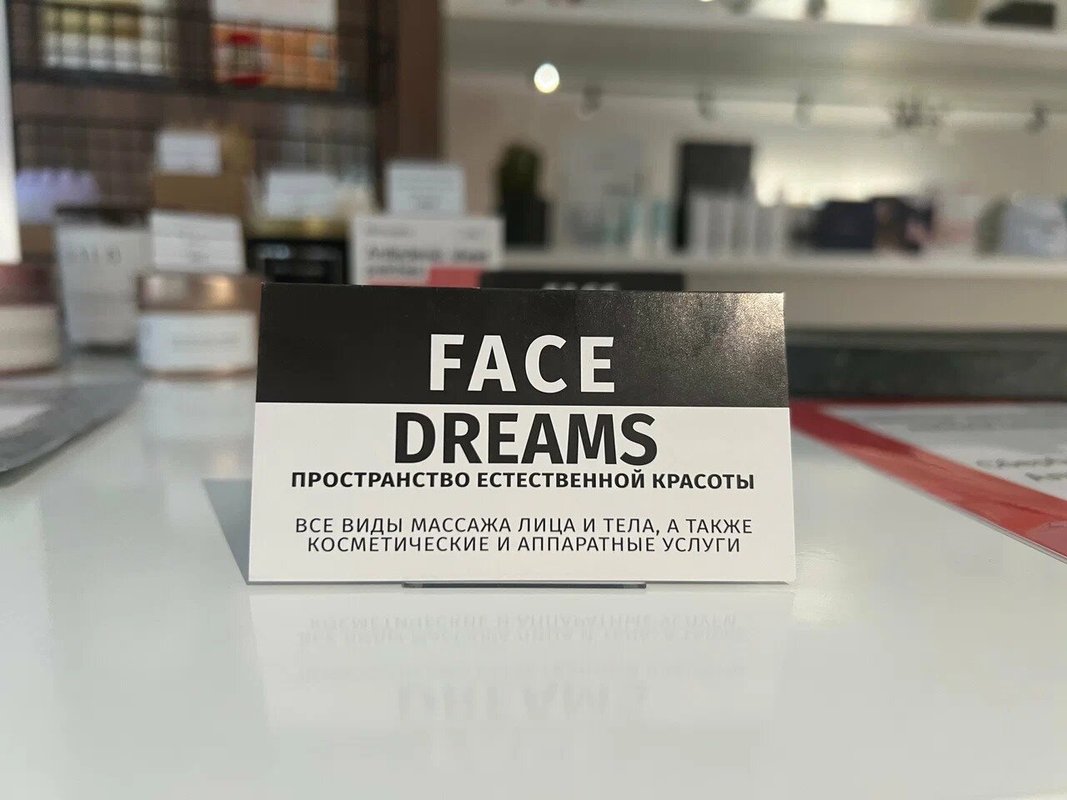 FACE
DREAMS
ПРОСТРАНСТВО ЕСТЕСТВЕННОЙ КРАСОТЫ
ВСЕ ВИДЫ МАССАЖА ЛИЦА И ТЕЛА, А ТАКЖЕ
КОСМЕТИЧЕСКИЕ И АППАРАТНЫЕ УСЛУГИ